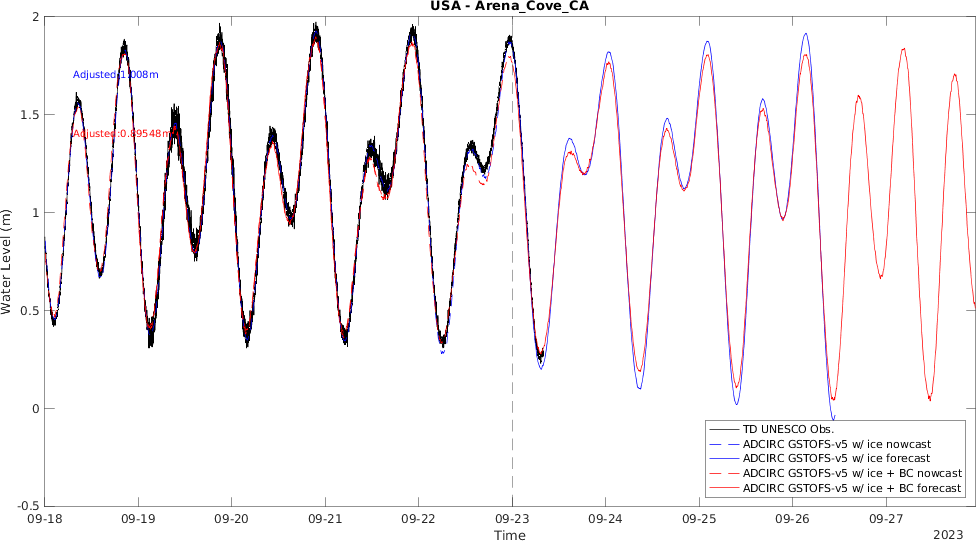 USA - Arena_Cove_CA
2
1.5
1
0.5
0
-0.5
Water Level (m)
Adjusted:1.008m
Adjusted:0.89548m
TD UNESCO Obs.
ADCIRC GSTOFS-v5 w/ ice nowcast
ADCIRC GSTOFS-v5 w/ ice forecast
ADCIRC GSTOFS-v5 w/ ice + BC nowcast
ADCIRC GSTOFS-v5 w/ ice + BC forecast
09-18 09-19 09-20 09-21 09-22 09-23 09-24 09-25 09-26 09-27
Time
2023